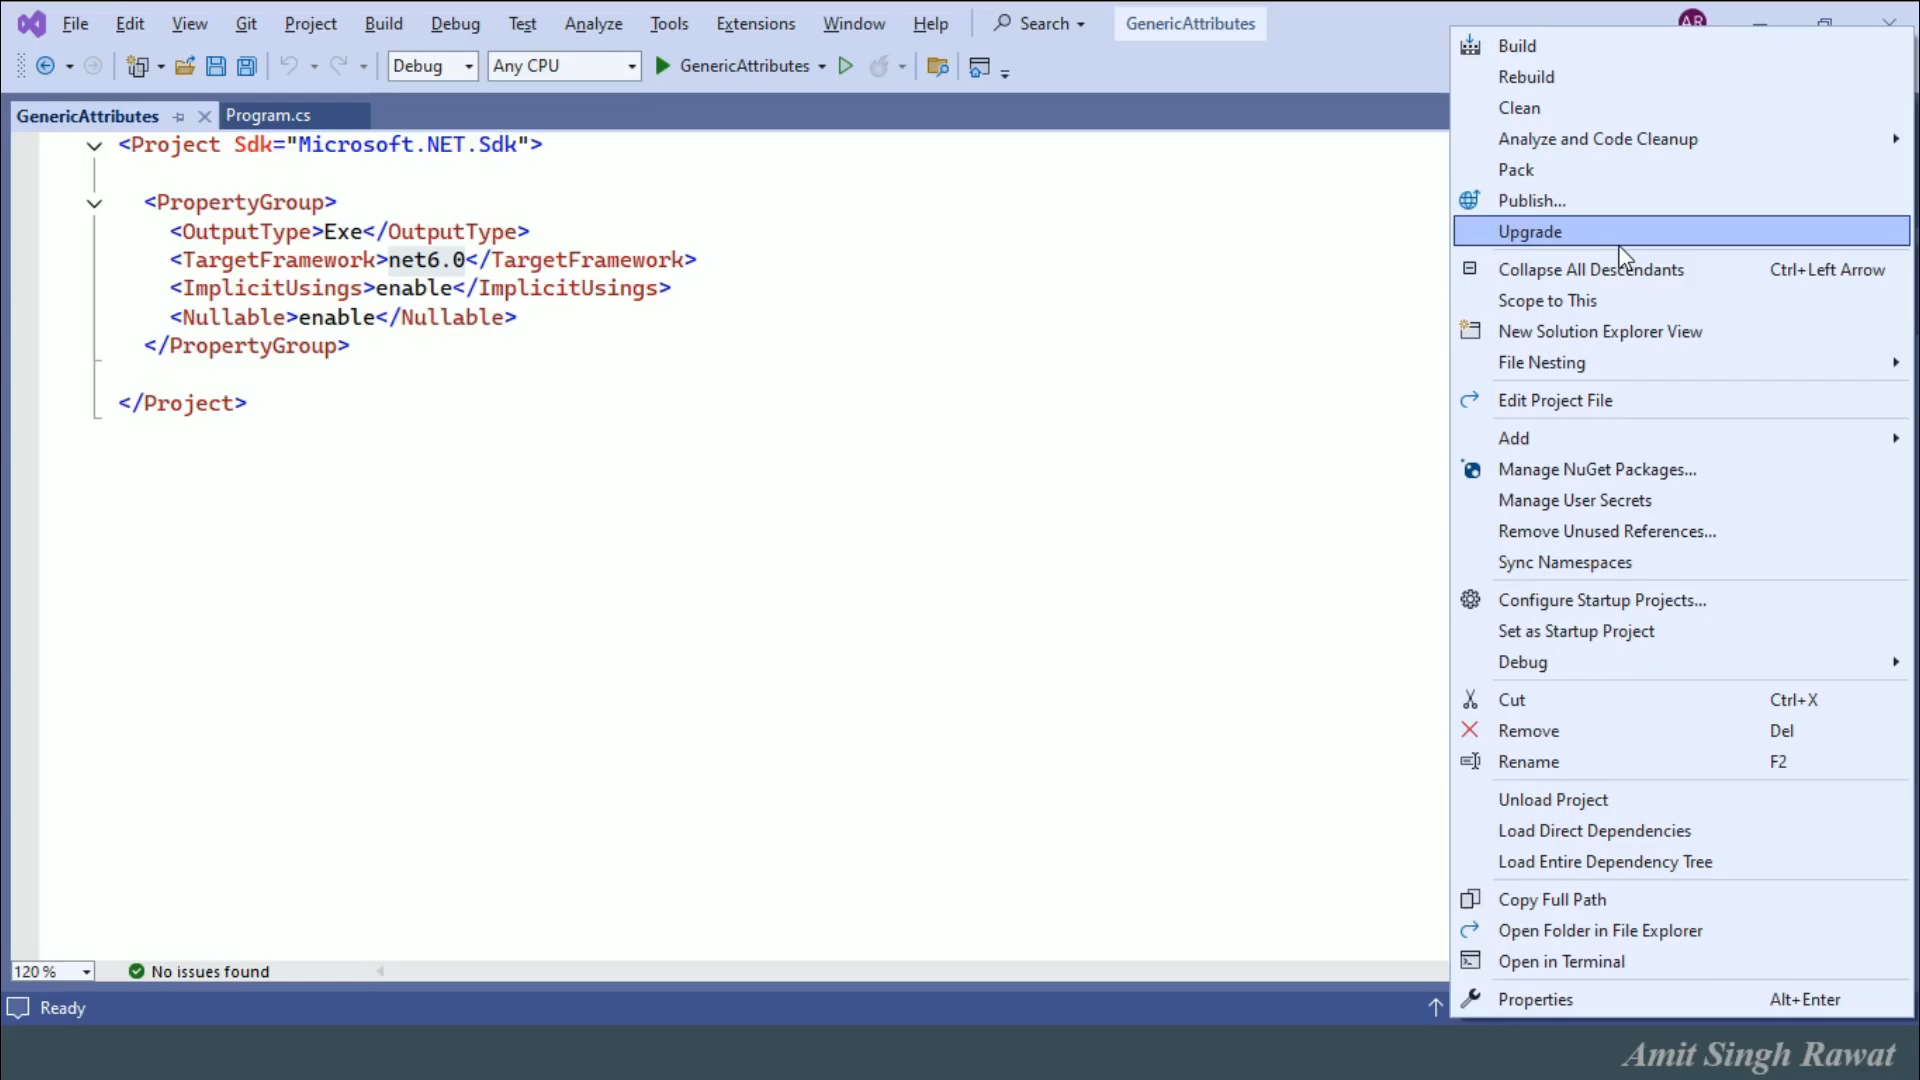 File Edit View Git Project Build Debug Test Analyze Tools Extensions Window Help Search GenericAttributes AR
Debug Any CPU GenericAttributes
GenericAttributes Program.cs
<Project Sdk="Microsoft.NET.Sdk">
<PropertyGroup>
<OutputType>Exe</OutputType>
<TargetFramework>net6.0</TargetFramework>
<ImplicitUsings>enable</ImplicitUsings>
<Nullable>enable</Nullable>
</PropertyGroup>
</Project>
120 % No issues found
Ready
Build
Rebuild
Clean
Analyze and Code Cleanup
Pack
Publish...
Upgrade
Collapse All Descendants Ctrl+Left Arrow
Scope to This
New Solution Explorer View
File Nesting
Edit Project File
Add
Manage NuGet Packages...
Manage User Secrets
Remove Unused References...
Sync Namespaces
Configure Startup Projects...
Set as Startup Project
Debug
Cut Ctrl+X
Remove Del
Rename F2
Unload Project
Load Direct Dependencies
Load Entire Dependency Tree
Copy Full Path
Open Folder in File Explorer
Open in Terminal
Properties Alt+Enter
Amit Singh Rawat